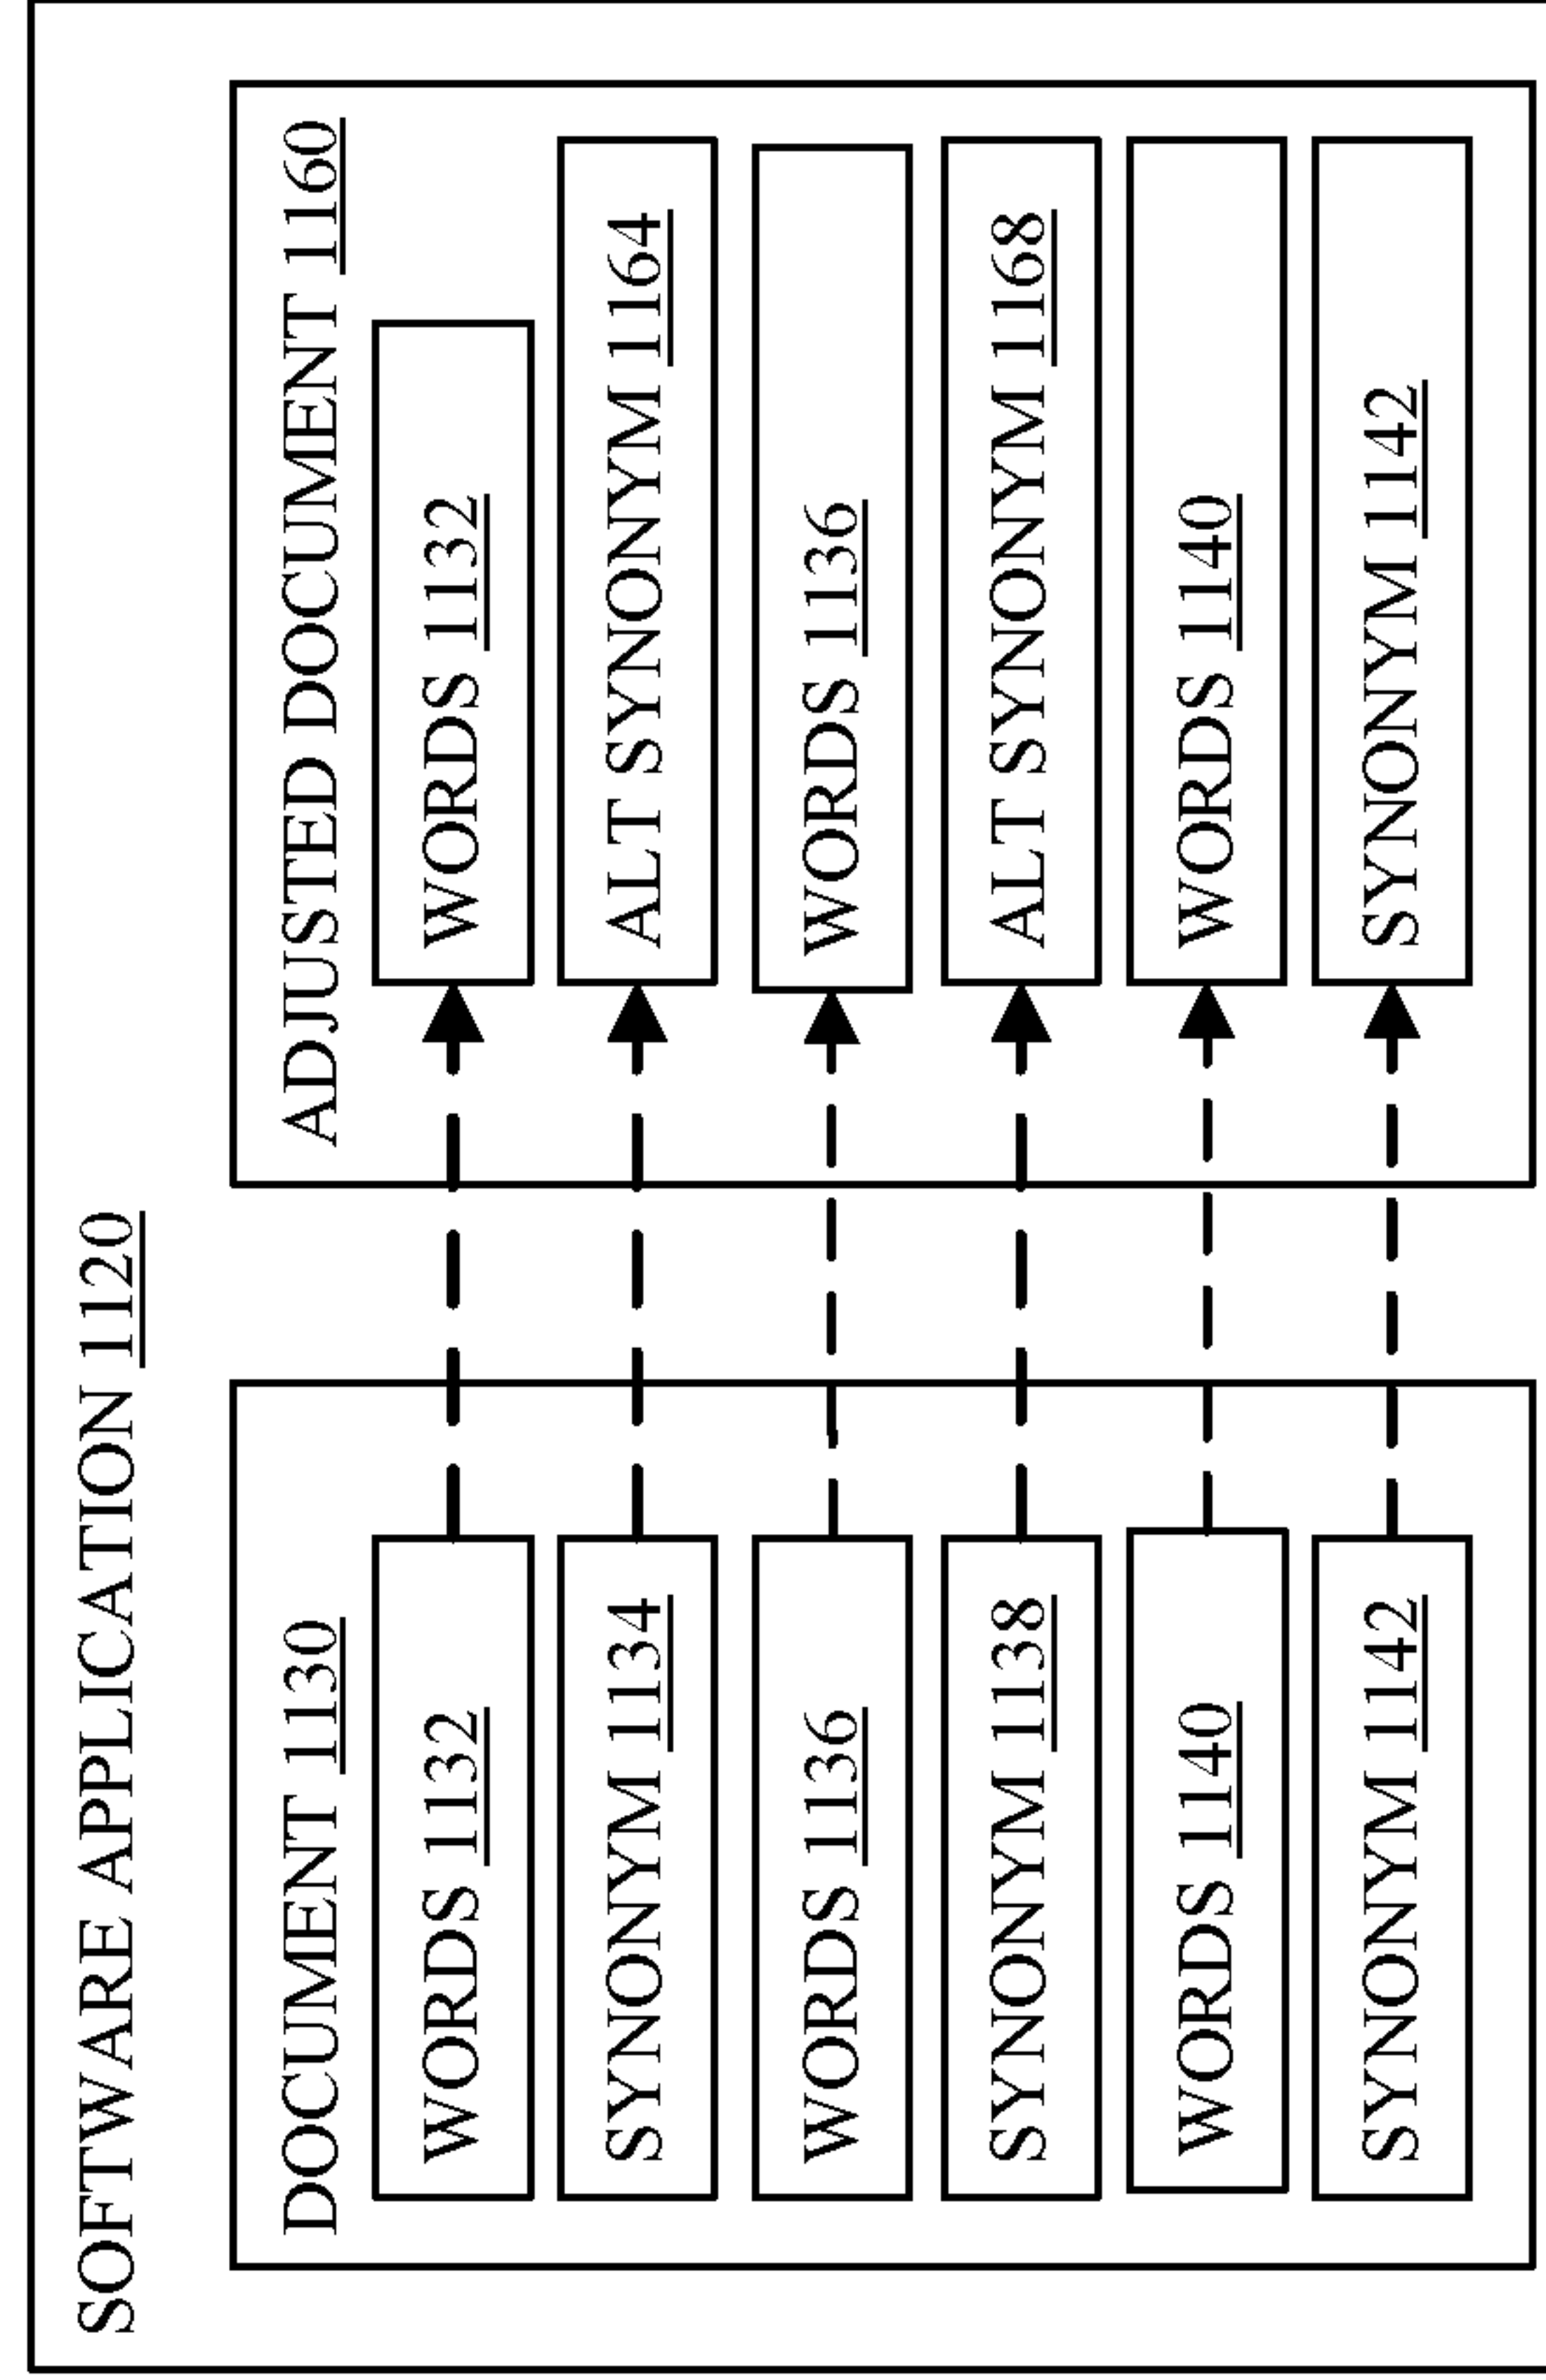 SOFTWARE APPLICATION 1120
DOCUMENT 1130
WORDS 1132
SYNONYM 1134
WORDS 1136
SYNONYM 1138
WORDS 1140
SYNONYM 1142
ADJUSTED DOCUMENT 1160
WORDS 1132
ALT SYNONYM 1164
WORDS 1136
ALT SYNONYM 1168
WORDS 1140
SYNONYM 1142